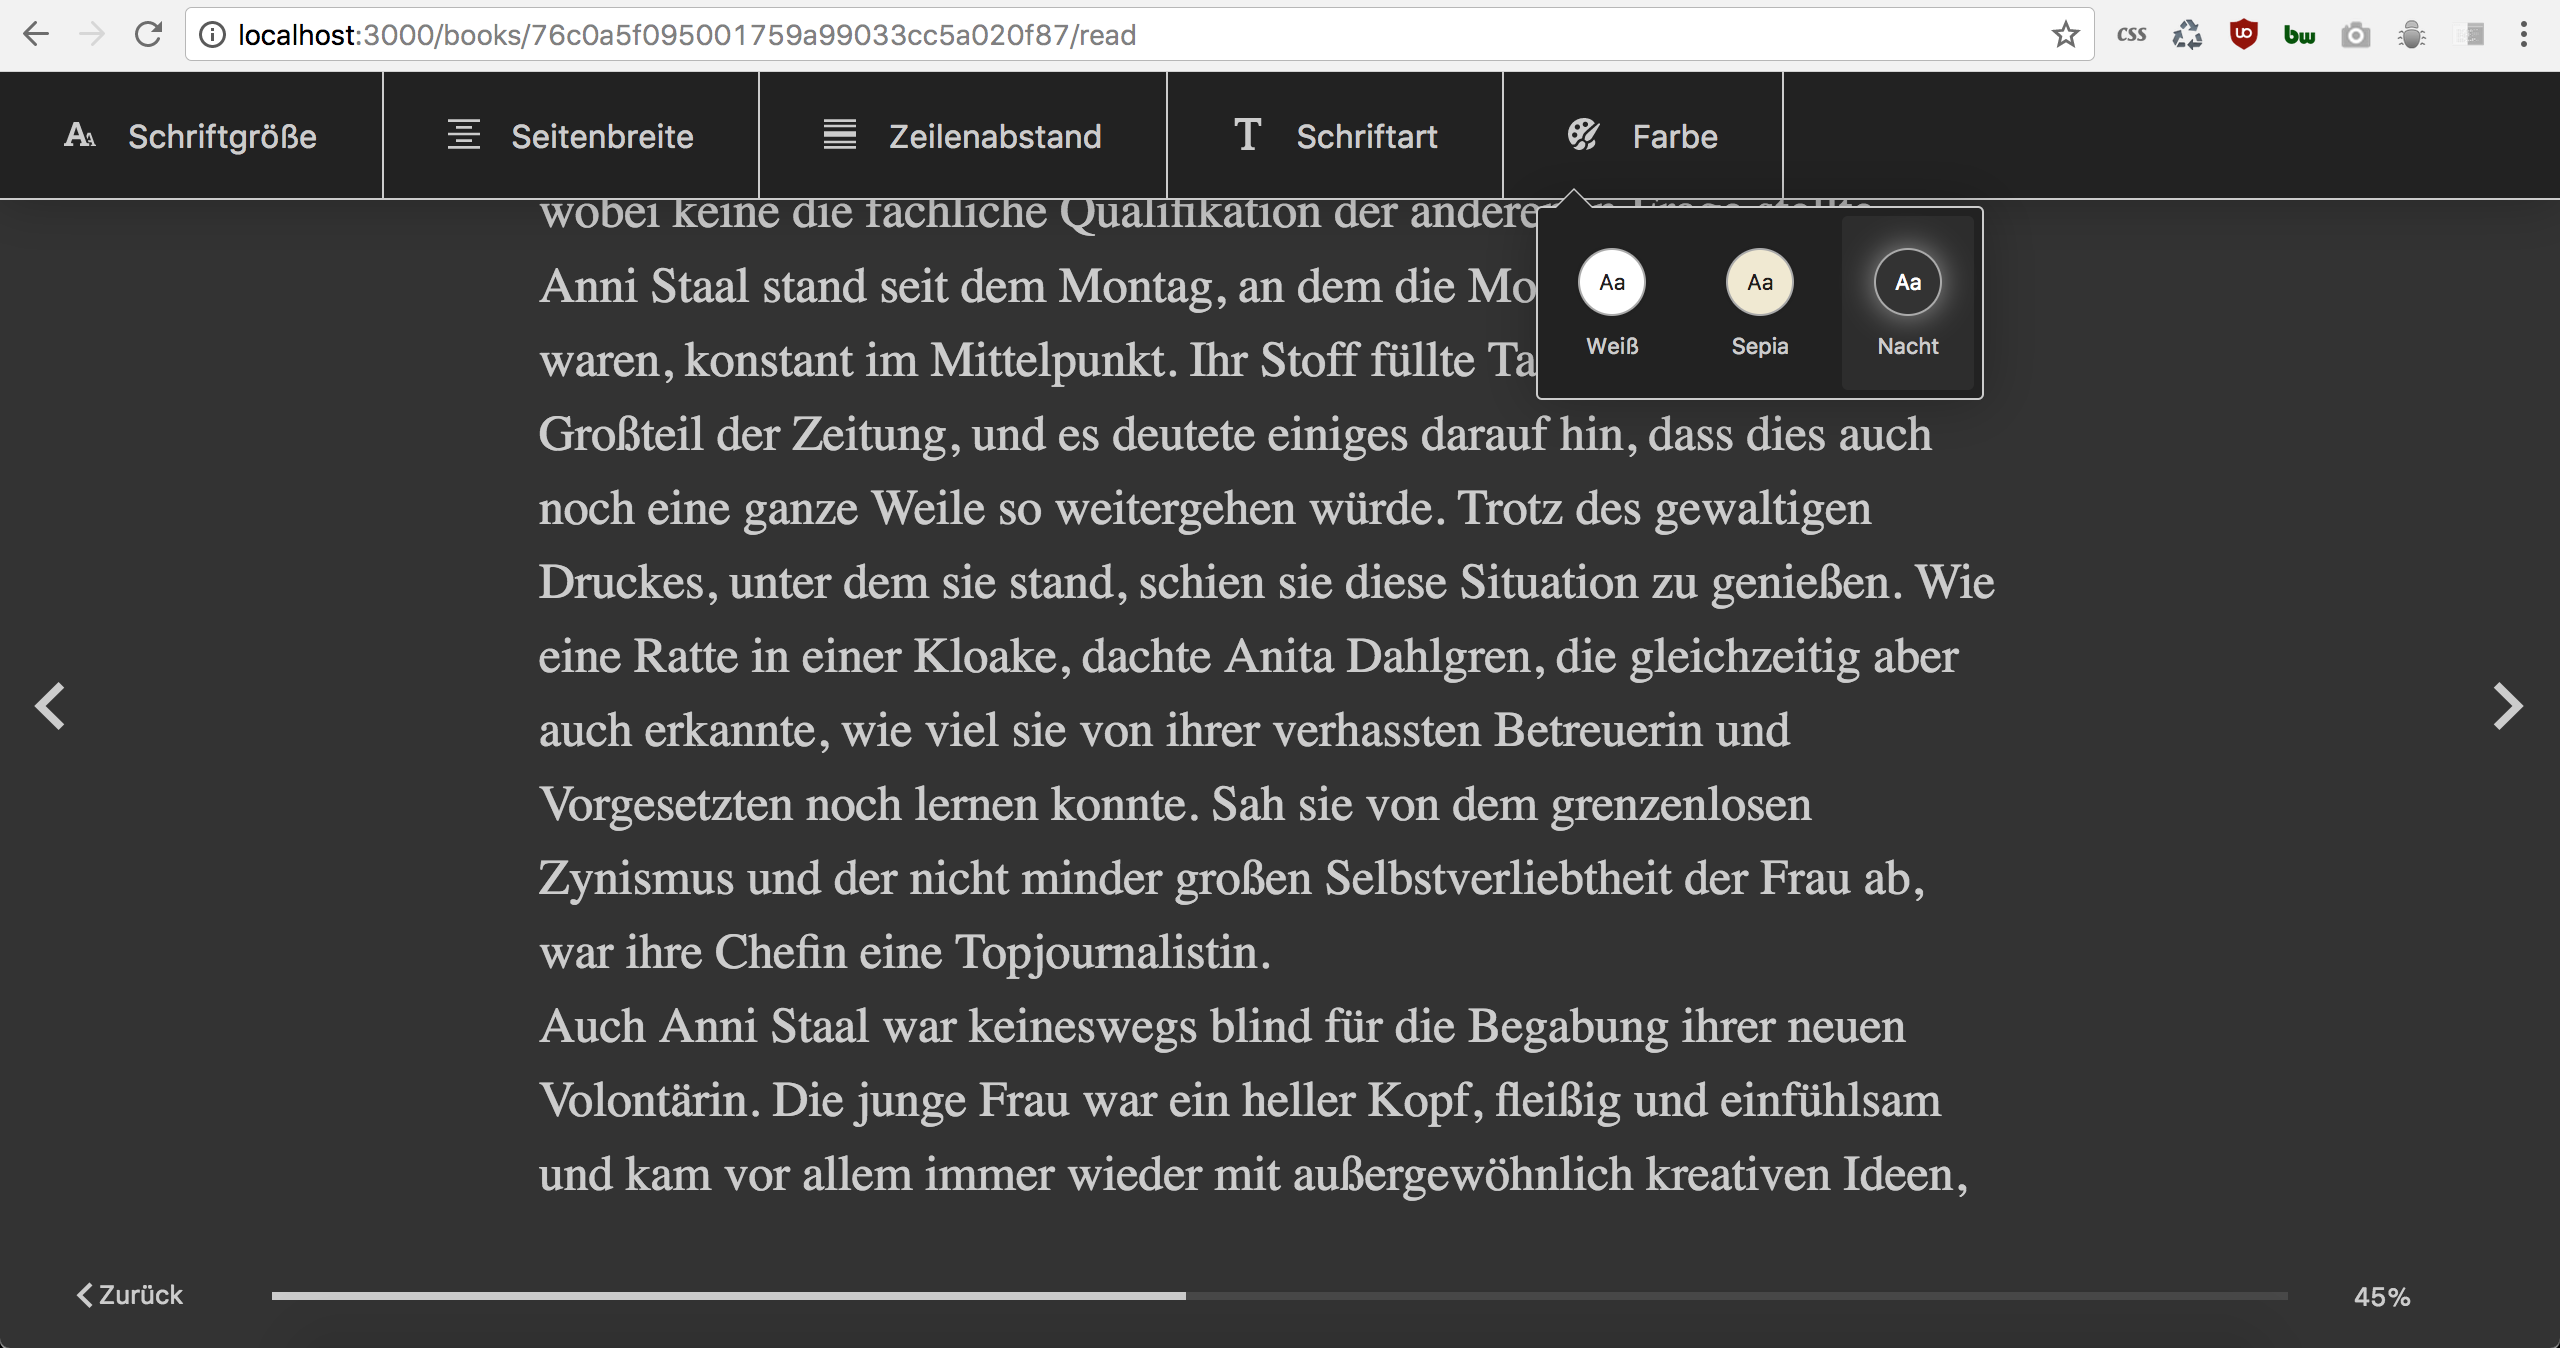 localhost:3000/books/76c0a5f095001759a99033cc5a020f87/read
css
UO
bw
AA Schriftgröße
Seitenbreite
Zeilenabstand
T Schriftart
Farbe
wobei keine die fachliche Qualifikation der anderen in Frage stellte.
Aa Aa Aa
Weiß Sepia Nacht
Anni Staal stand seit dem Montag, an dem die Mo
waren, konstant im Mittelpunkt. Ihr Stoff füllte Ta
Großteil der Zeitung, und es deutete einiges darauf hin, dass dies auch
noch eine ganze Weile so weitergehen würde. Trotz des gewaltigen
Druckes, unter dem sie stand, schien sie diese Situation zu genießen. Wie
eine Ratte in einer Kloake, dachte Anita Dahlgren, die gleichzeitig aber
auch erkannte, wie viel sie von ihrer verhassten Betreuerin und
Vorgesetzten noch lernen konnte. Sah sie von dem grenzenlosen
Zynismus und der nicht minder großen Selbstverliebtheit der Frau ab,
war ihre Chefin eine Topjournalistin.
Auch Anni Staal war keineswegs blind für die Begabung ihrer neuen
Volontärin. Die junge Frau war ein heller Kopf, fleißig und einfühlsam
und kam vor allem immer wieder mit außergewöhnlich kreativen Ideen,
Zurück
45%